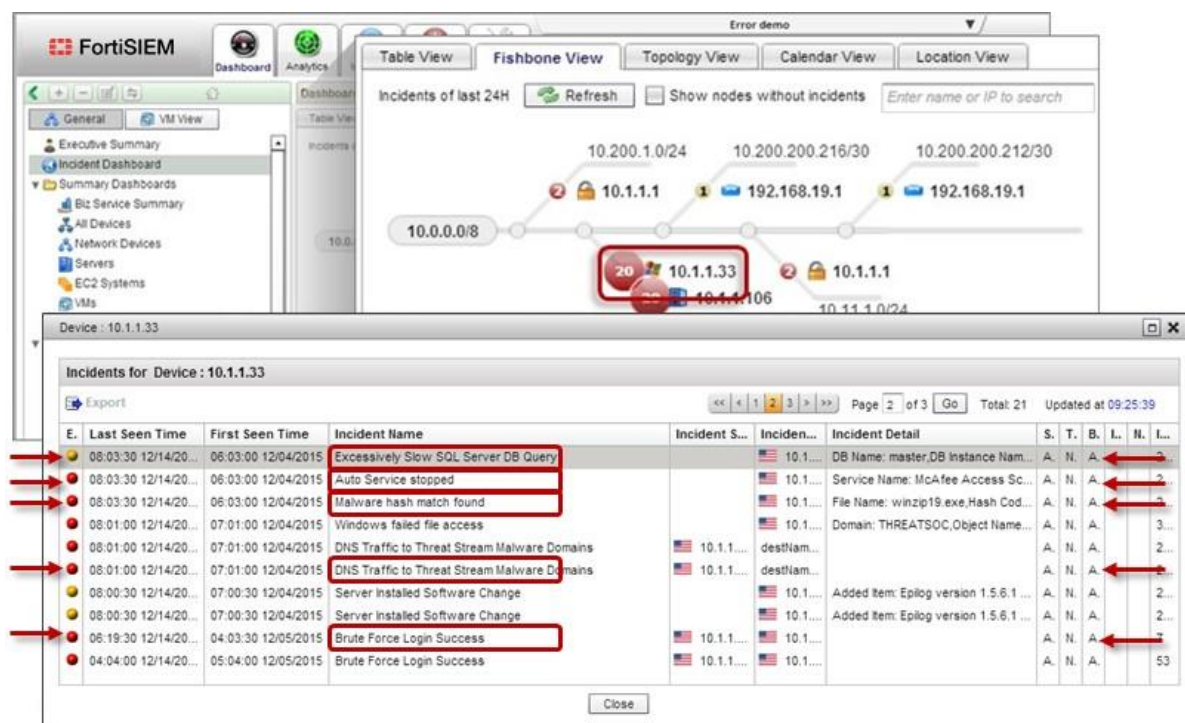 Error demo
FortiSIEM
Dashboard
Analytics
Table View Fishbone View Topology View Calendar View Location View
Incidents of last 24H Refresh Show nodes without incidents Enter name or IP to search
General VM View
Executive Summary
Incident Dashboard
Summary Dashboards
Biz Service Summary
All Devices
Network Devices
Servers
EC2 Systems
VMs
10.200.1.0/24 10.200.200.216/30 10.200.200.212/30
2 10.1.1.1 1 192.168.19.1 1 192.168.19.1
10.0.0.0/8
20 10.1.1.33 2 10.1.1.1
10.1.1.106
10.11.1.0/24
Device : 10.1.1.33
Incidents for Device : 10.1.1.33
Export << < 1 2 3 > >> Page 2 of 3 Go Total: 21 Updated at 09:25:39
E. Last Seen Time First Seen Time Incident Name Incident S... Inciden... Incident Detail S. T. B. I... N. I...
08:03:30 12/14/20... 06:03:00 12/04/2015 Excessively Slow SQL Server DB Query 10.1.... DB Name: master,DB Instance Nam... A. N. A.
08:03:30 12/14/20... 06:03:00 12/04/2015 Auto Service stopped 10.1.... Service Name: McAfee Access Sc... A. N. A.
08:03:30 12/14/20... 06:03:00 12/04/2015 Malware hash match found 10.1.... File Name: winzip19.exe,Hash Cod... A. N. A.
08:01:00 12/14/20... 07:01:00 12/04/2015 Windows failed file access 10.1.... Domain: THREATSOC,Object Name... A. N. A. 3...
08:01:00 12/14/20... 07:01:00 12/04/2015 DNS Traffic to Threat Stream Malware Domains 10.1.1.... destNam... A. N. A. 2...
08:01:00 12/14/20... 07:01:00 12/04/2015 DNS Traffic to Threat Stream Malware Domains 10.1.1.... destNam... A. N. A.
08:00:30 12/14/20... 07:00:30 12/04/2015 Server Installed Software Change 10.1.... Added Item: Epilog version 1.5.6.1 ... A. N. A. 2...
08:00:30 12/14/20... 07:00:30 12/04/2015 Server Installed Software Change 10.1.... Added Item: Epilog version 1.5.6.1 ... A. N. A. 2...
06:19:30 12/14/20... 04:03:30 12/05/2015 Brute Force Login Success 10.1.1.... 10.1.... A. N. A.
04:04:00 12/14/20... 05:04:00 12/05/2015 Brute Force Login Success 10.1.1.... 10.1.... A. N. A. 53
Close